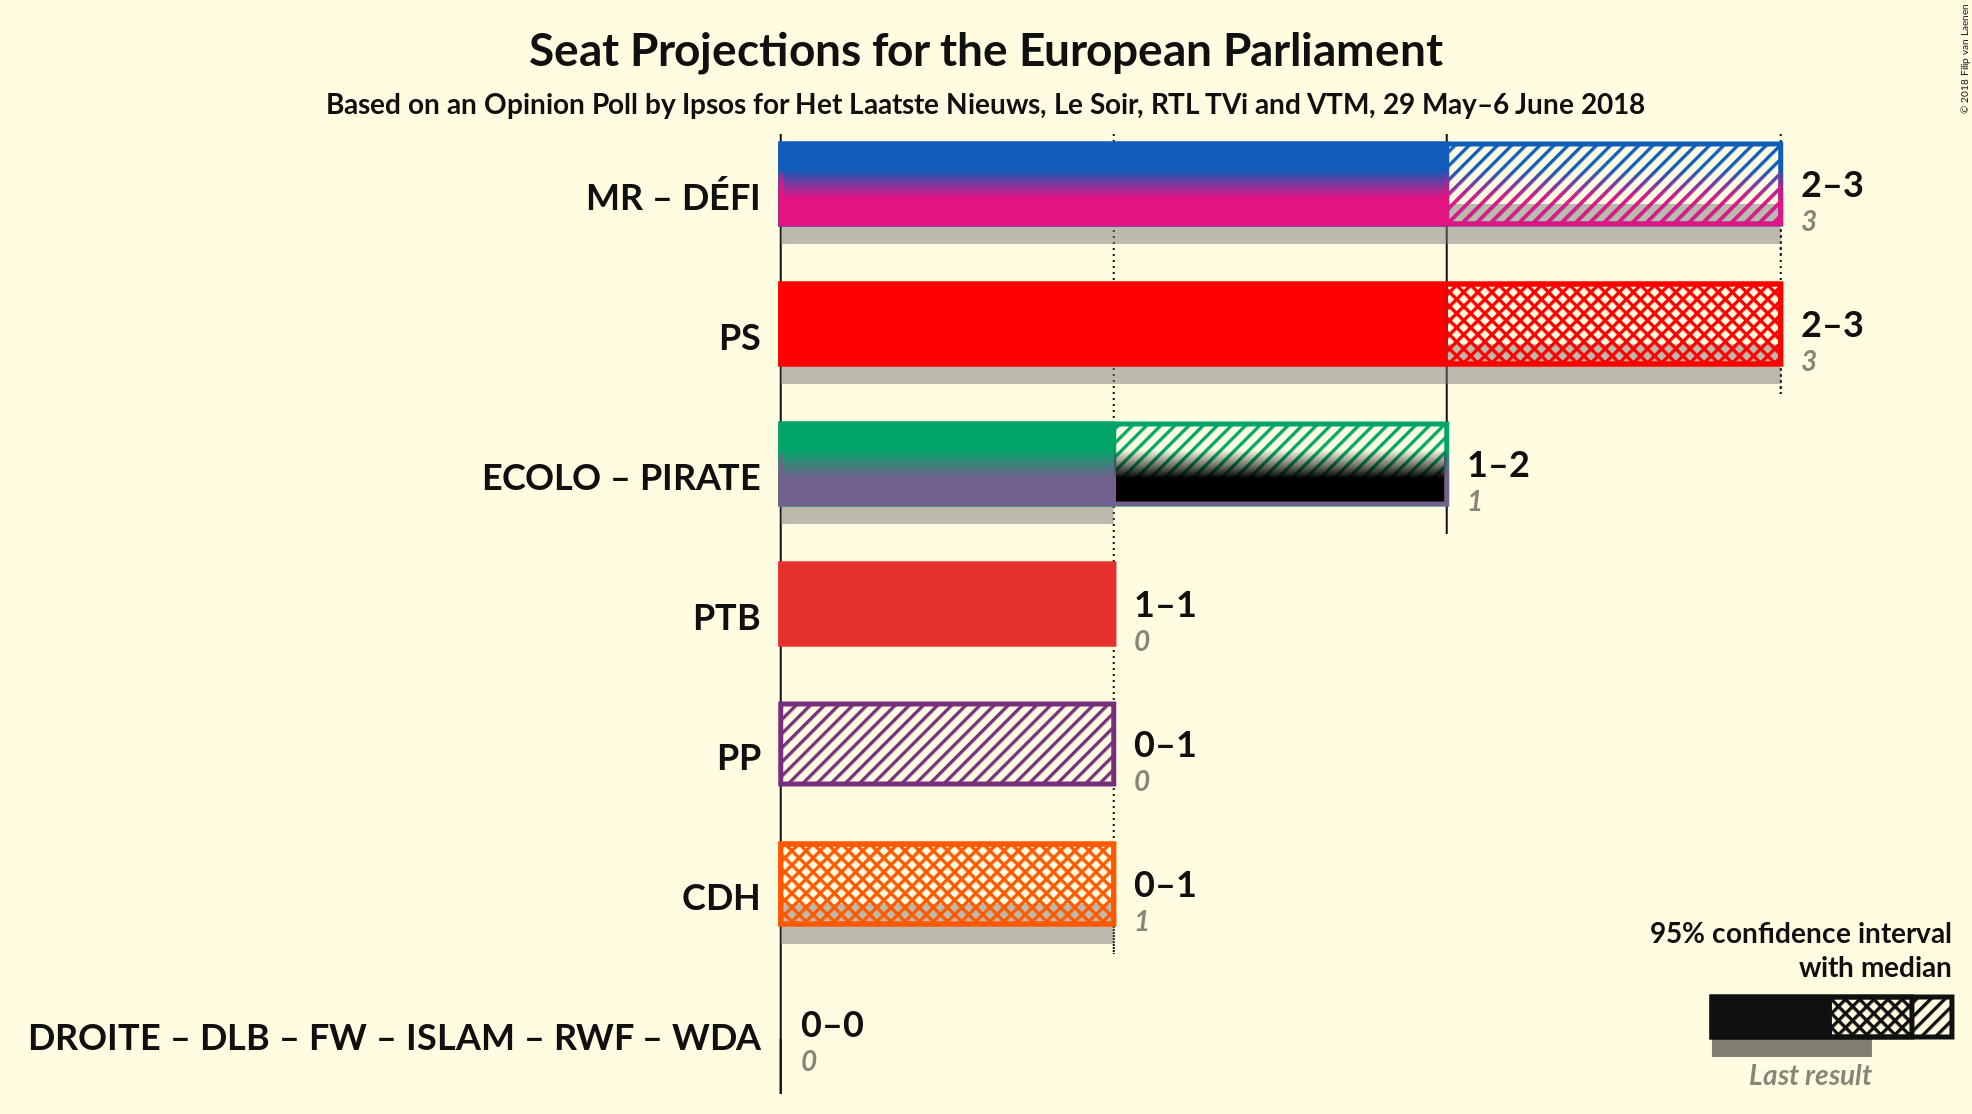 Seat Projections for the European Parliament
Based on an Opinion Poll by Ipsos for Het Laatste Nieuws, Le Soir, RTL TVi and VTM, 29 May–6 June 2018
© 2018 Filip van Laenen
MR – DÉFI
2–3
3
PS
2–3
3
ECOLO – PIRATE
1–2
1
PTB
1–1
0
PP
0–1
0
CDH
0–1
1
DROITE – DLB – FW – ISLAM – RWF – WDA
0–0
0
95% confidence interval
with median
Last result